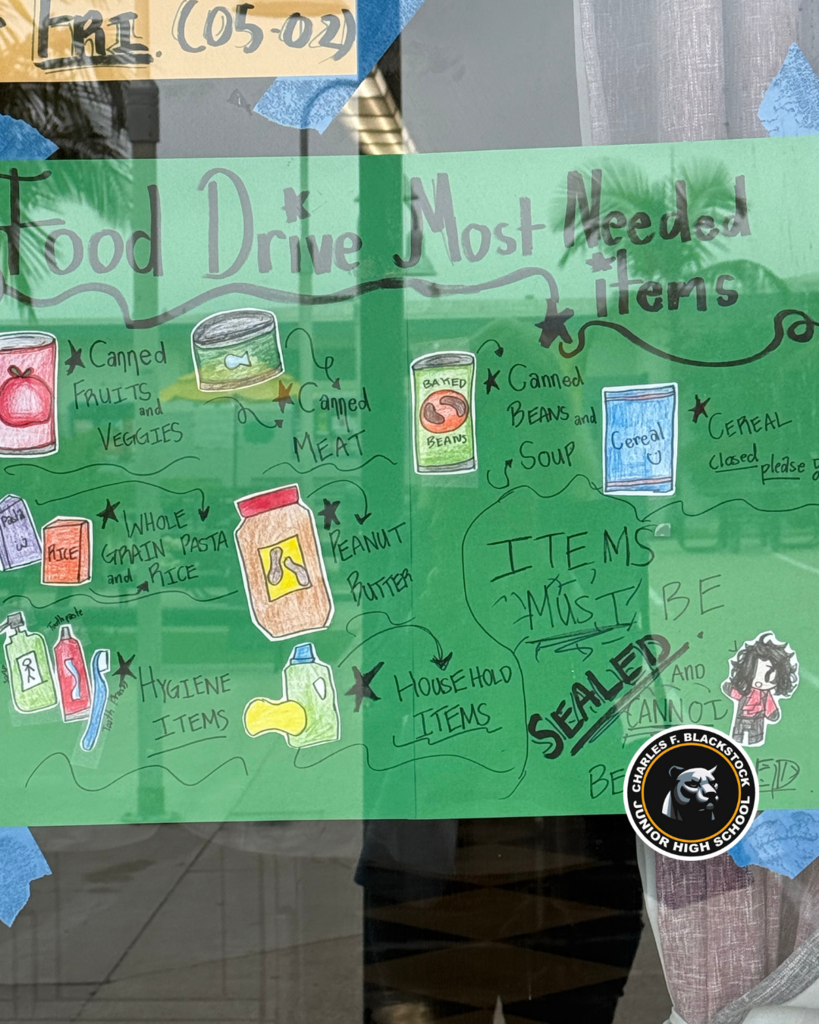 FRI. (05-02)
Food Drive Most Needed
items
Canned
FRUITS
and
VEGGIES
Canned
MEAT
BAKED
BEANS
Canned
BEANS and
SOUP
Cereal
CEREAL
Closed
please
Pasta
RICE
WHOLE
GRAIN PASTA
and RICE
PEANUT
BUTTER
Toothpaste
Tooth Brush
HYGIENE
ITEMS
HOUSEHOLD
ITEMS
ITEMS
MUST BE
SEALED AND
CANNOT
BE
CHARLES F. BLACKSTOCK
JUNIOR HIGH SCHOOL